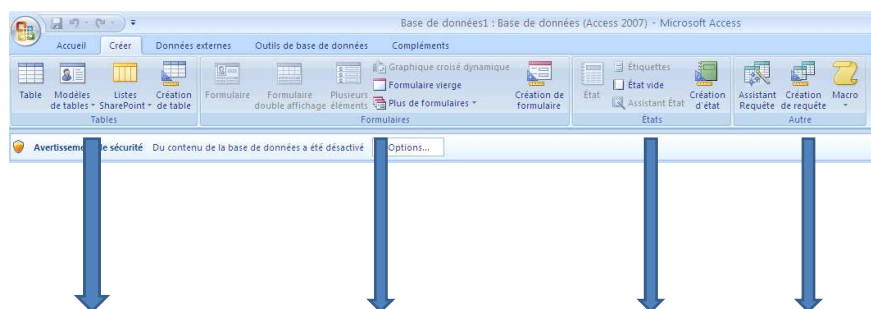 Base de données1 : Base de données (Access 2007) - Microsoft Access
Accueil Créer Données externes Outils de base de données Compléments
Table
Modèles de tables
Listes SharePoint
Création de table
Tables
Formulaire
Formulaire double affichage
Plusieurs éléments
Graphique croisé dynamique
Formulaire vierge
Plus de formulaires
Création de formulaire
Formulaires
État
Étiquettes
État vide
Assistant État
Création d'état
États
Assistant Requête
Création de requête
Macro
Autre
Avertissement de sécurité Du contenu de la base de données a été désactivé Options...